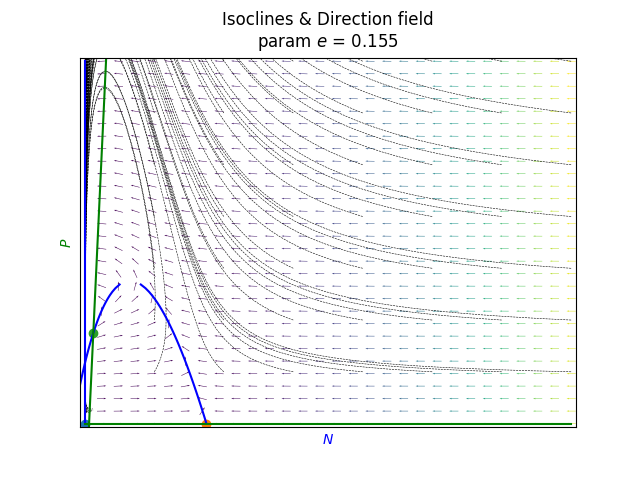 Isoclines & Direction field
param e = 0.155
P
N